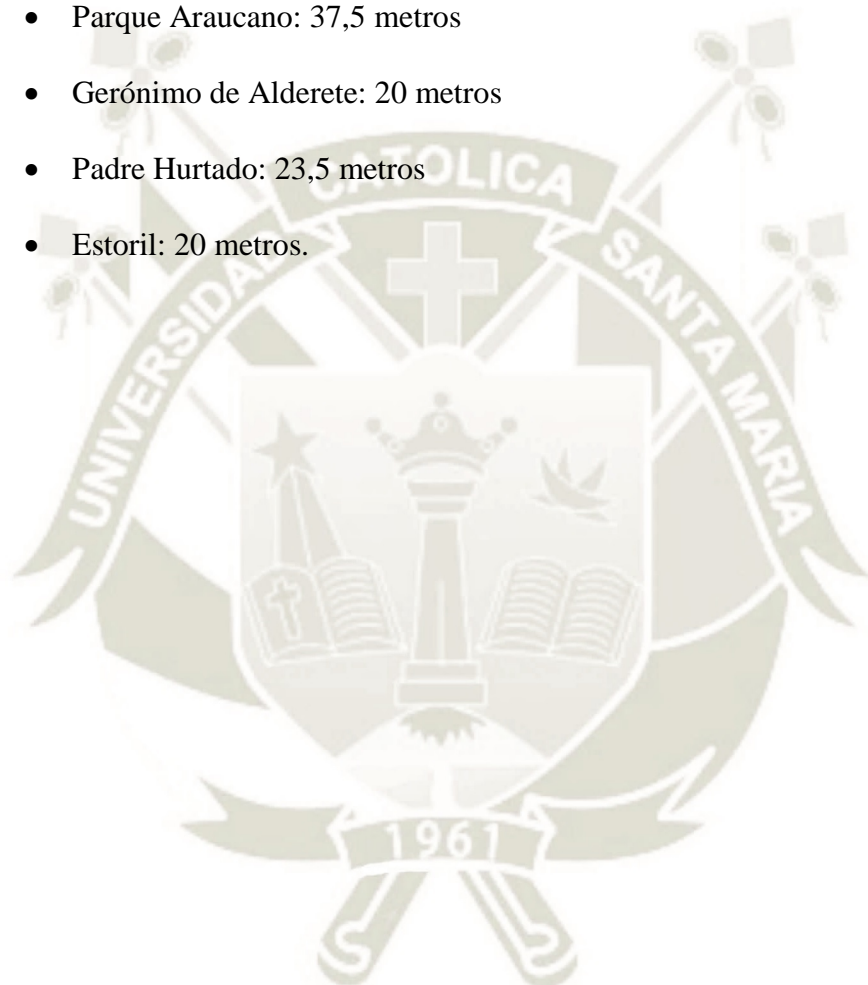 • Parque Araucano: 37,5 metros
• Gerónimo de Alderete: 20 metros
• Padre Hurtado: 23,5 metros
• Estoril: 20 metros.
UNIVERSIDAD CATOLICA SANTA MARIA
1961